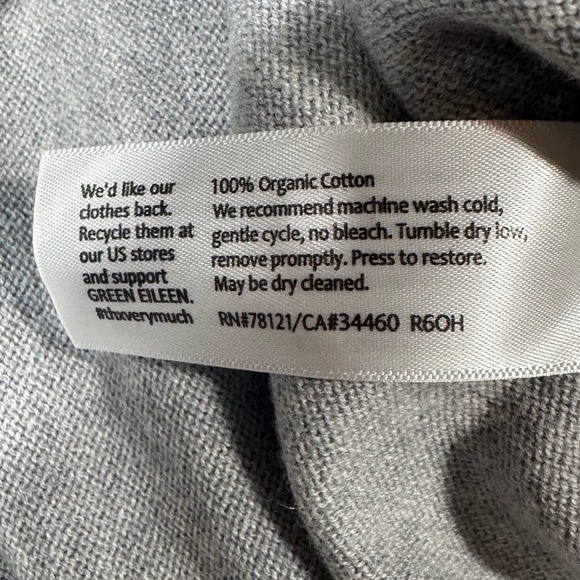 We'd like our
clothes back.
Recycle them at
our US stores
and support
GREEN EILEEN.
#thxverymuch
100% Organic Cotton
We recommend machine wash cold,
gentle cycle, no bleach. Tumble dry low,
remove promptly. Press to restore.
May be dry cleaned.
RN#78121/CA#34460 R6OH